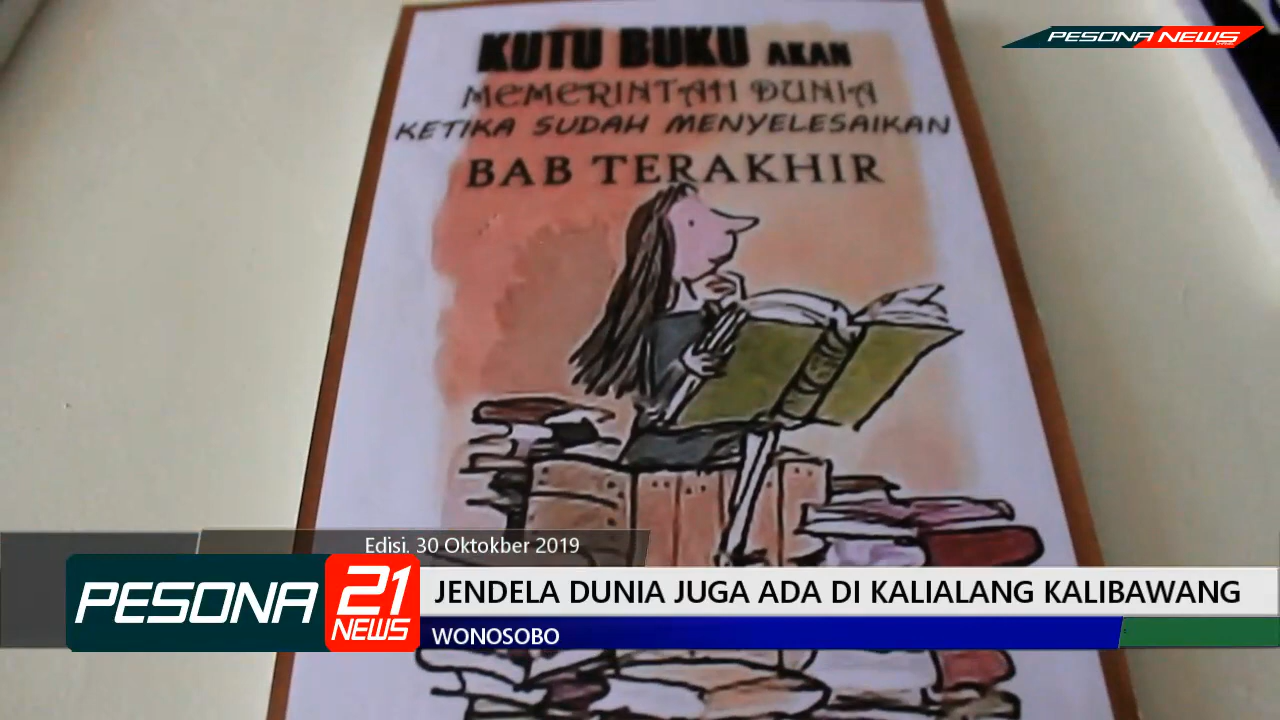 PESONA NEWS
CHANNEL
KUTU BUKU AKAN
MEMERINTAH DUNIA
KETIKA SUDAH MENYELESAIKAN
BAB TERAKHIR
Edisi. 30 Oktokber 2019
PESONA 21 NEWS
JENDELA DUNIA JUGA ADA DI KALIALANG KALIBAWANG
WONOSOBO